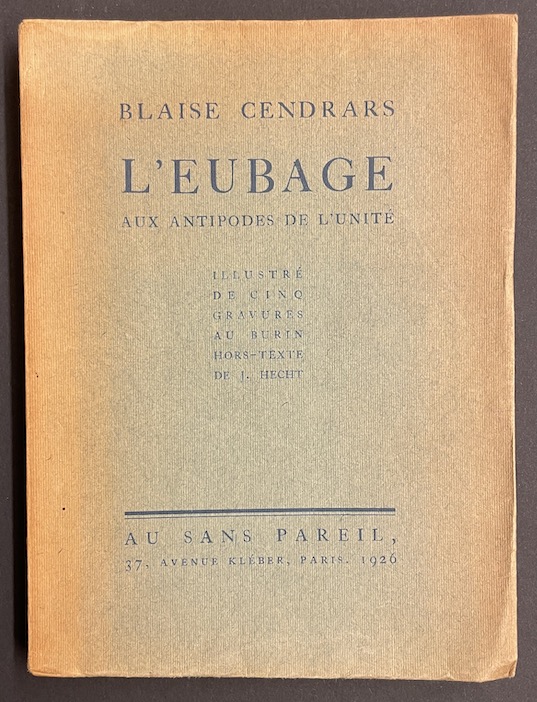 BLAISE CENDRARS
L'EUBAGE
AUX ANTIPODES DE L'UNITÉ
ILLUSTRÉ
DE CINQ
GRAVURES
AU BURIN
HORS-TEXTE
DE J. HECHT
AU SANS PAREIL,
37, AVENUE KLÉBER, PARIS. 1926